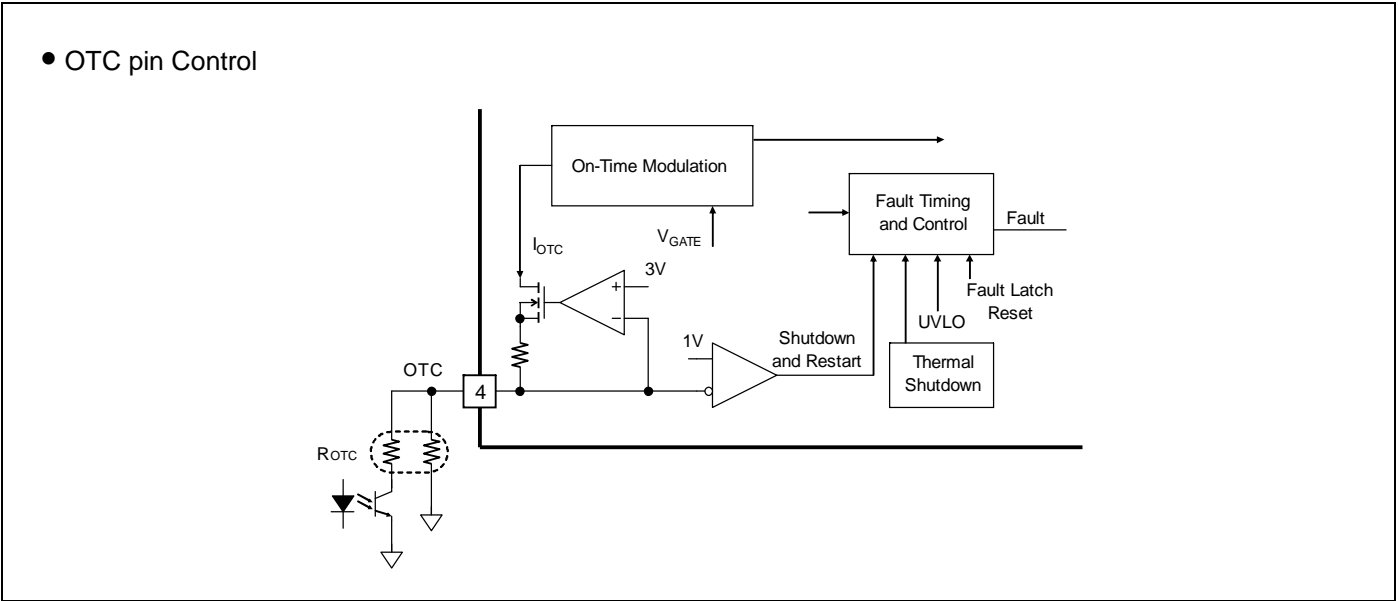 • OTC pin Control
On-Time Modulation
Fault Timing
and Control
Fault
VGATE
IOTC
3V
Fault Latch
Reset
UVLO
1V
Shutdown
and Restart
Thermal
Shutdown
OTC
4
ROTC